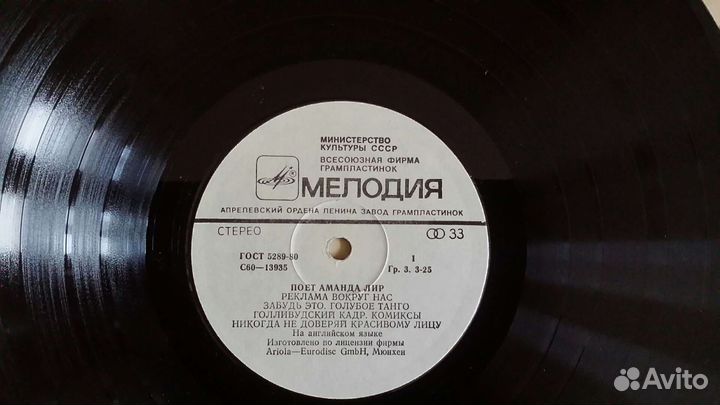 МИНИСТЕРСТВО
КУЛЬТУРЫ СССР
ВСЕСОЮЗНАЯ ФИРМА
ГРАМПЛАСТИНОК
МЕЛОДИЯ
АПРЕЛЕВСКИЙ ОРДЕНА ЛЕНИНА ЗАВОД ГРАМПЛАСТИНОК
СТЕРЕО 33
ГОСТ 5289-80 1
С60—13935 Гр. 3. 3-25
ПОЕТ АМАНДА ЛИР
РЕКЛАМА ВОКРУГ НАС
ЗАБУДЬ ЭТО. ГОЛУБОЕ ТАНГО
ГОЛЛИВУДСКИЙ КАДР. КОМИКСЫ
НИКОГДА НЕ ДОВЕРЯЙ КРАСИВОМУ ЛИЦУ
На английском языке
Изготовлено по лицензии фирмы
Ariola—Eurodisc GmbH, Мюнхен
Avito